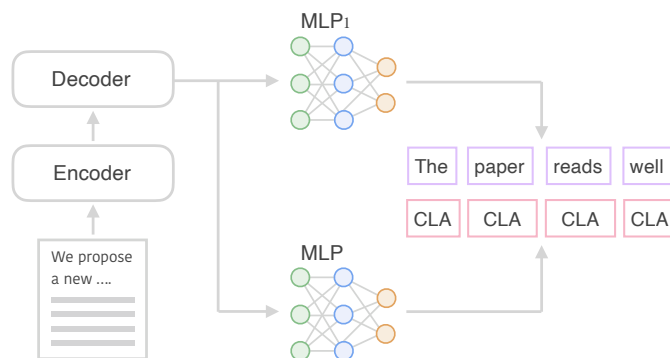 MLP₁
Decoder
Encoder
The paper reads well
CLA CLA CLA CLA
MLP
We propose
a new ....